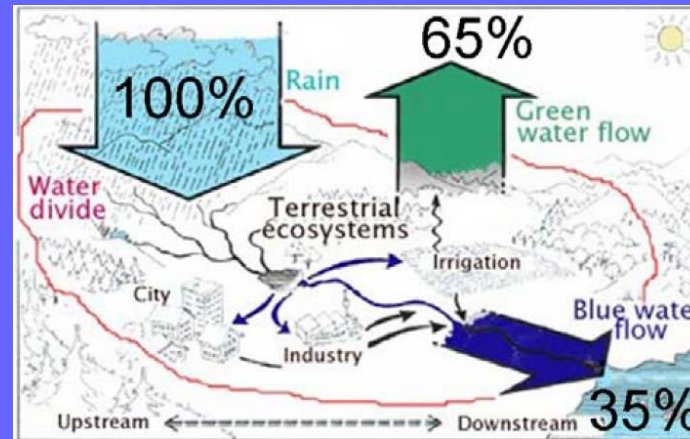 100%
Rain
65%
Green
water flow
Water
divide
Terrestrial
ecosystems
Irrigation
City
Industry
Blue water
flow
Upstream
Downstream
35%